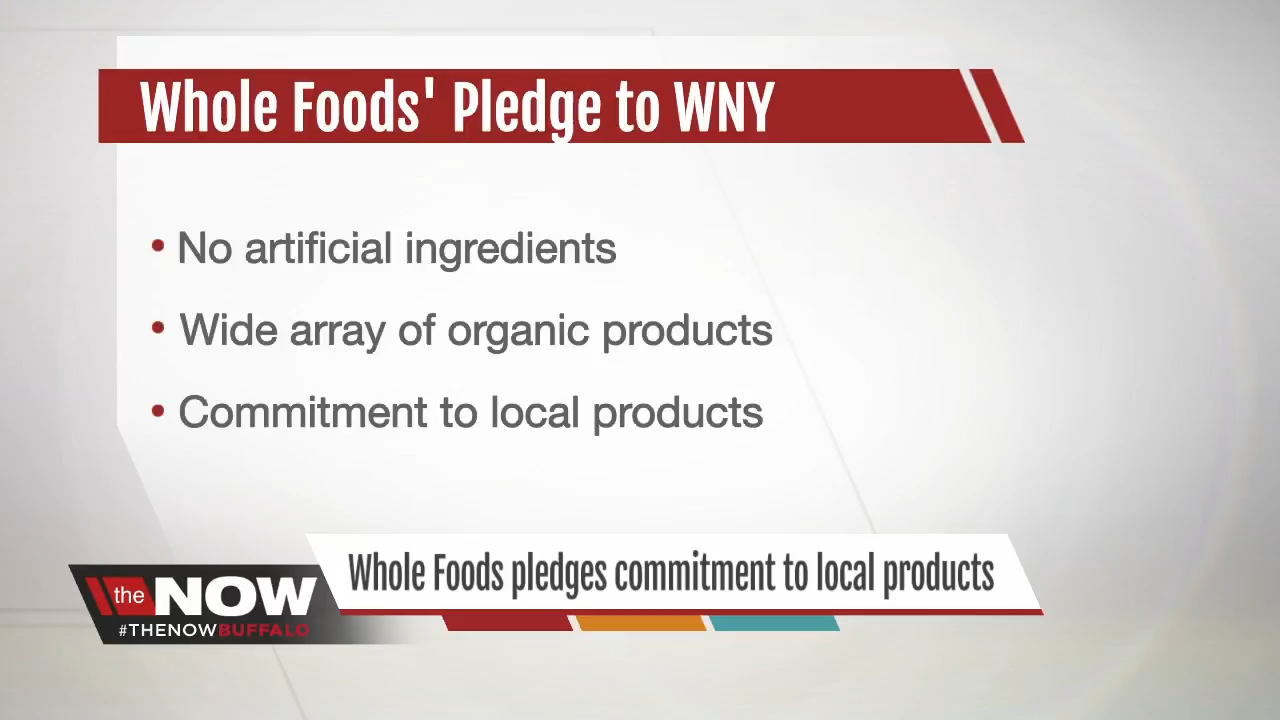 Whole Foods' Pledge to WNY
• No artificial ingredients
• Wide array of organic products
• Commitment to local products
Whole Foods pledges commitment to local products
the NOW
#THENOWBUFFALO